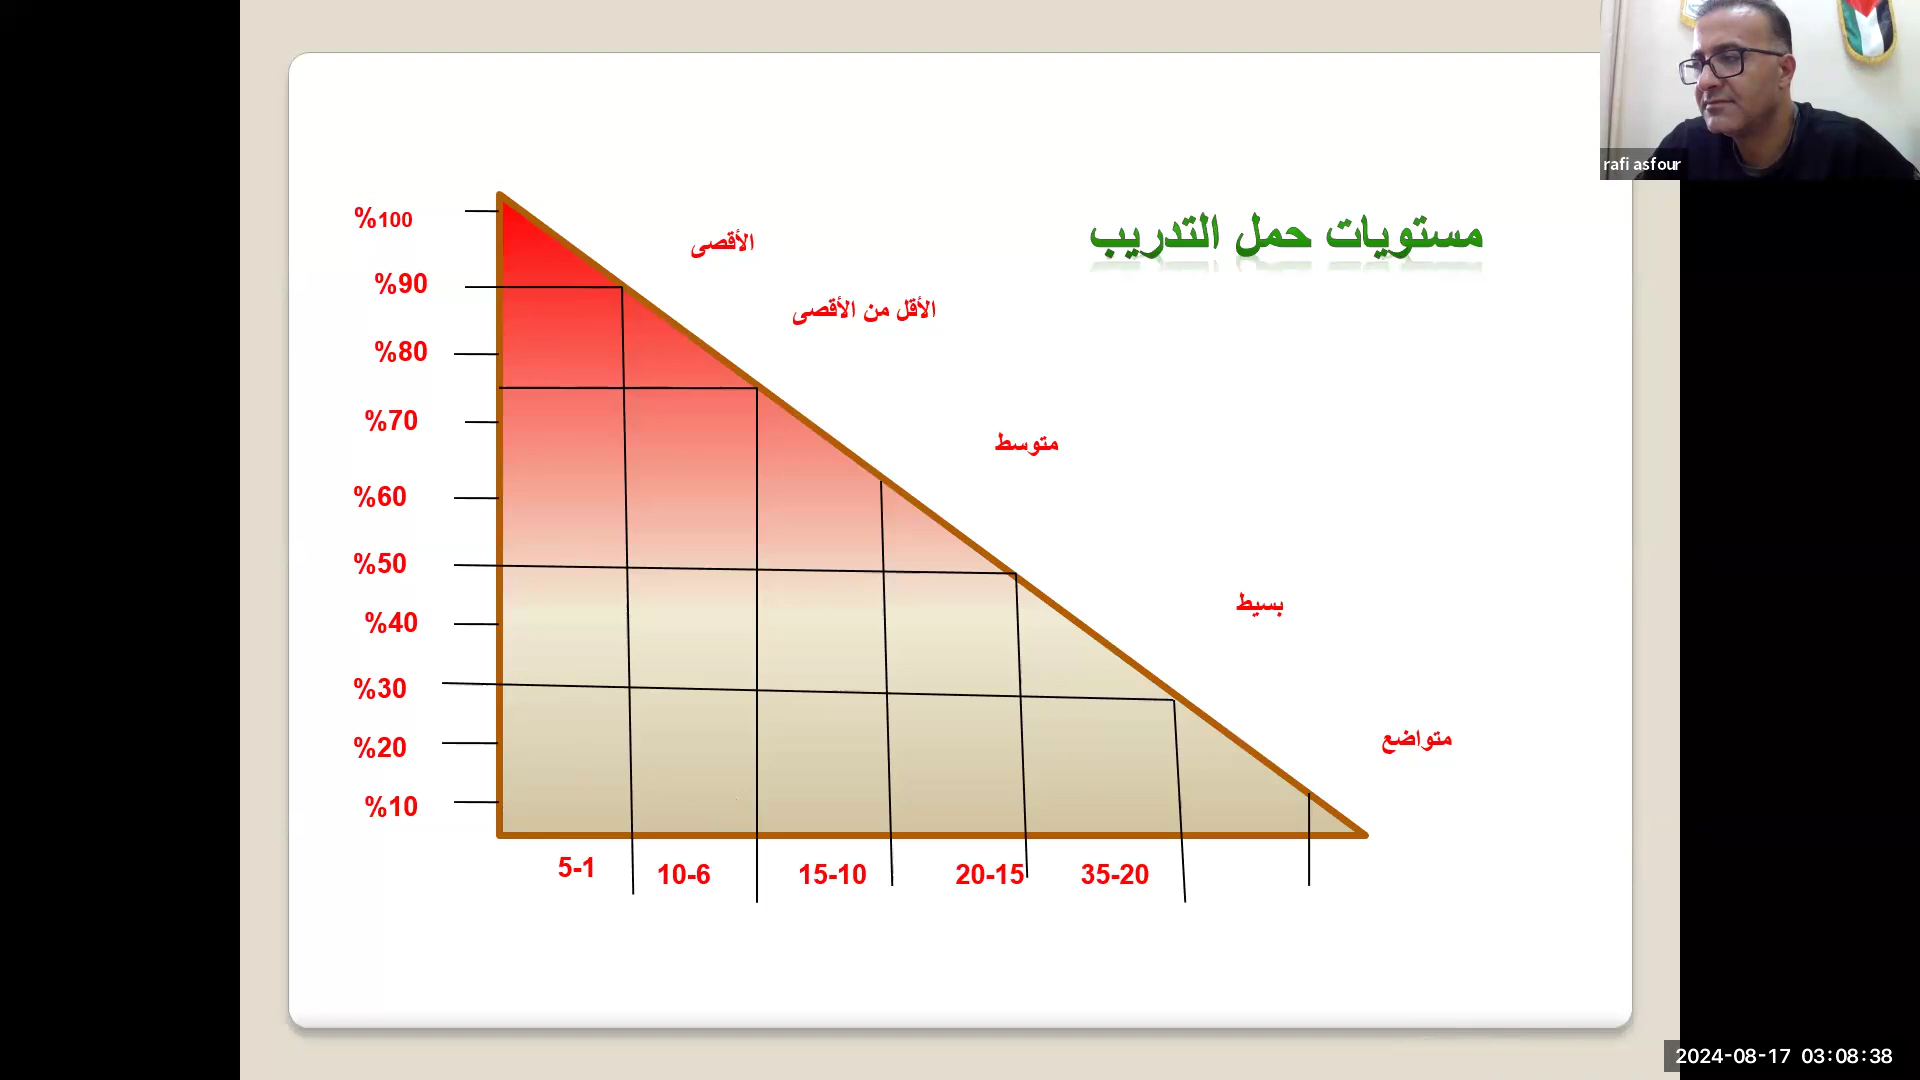 rafi asfour
مستويات حمل التدريب
%100
الأقصى
%90
الأقل من الأقصى
%80
%70
متوسط
%60
%50
بسيط
%40
%30
متواضع
%20
%10
5-1
10-6
15-10
20-15
35-20
2024-08-17 03:08:38